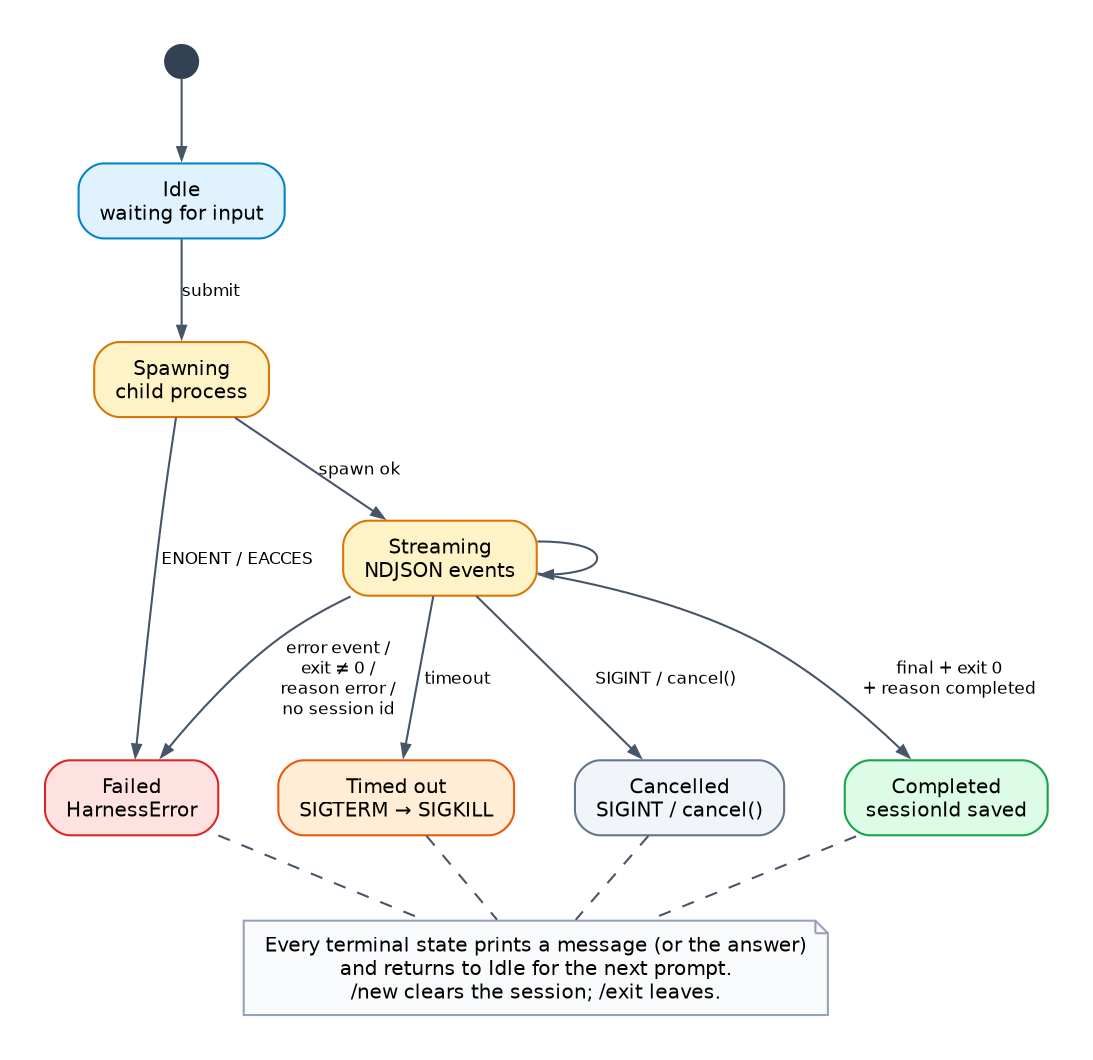 Idle
waiting for input
submit
Spawning
child process
spawn ok
ENOENT / EACCES
Streaming
NDJSON events
error event /
exit ≠ 0 /
reason error /
no session id
timeout
SIGINT / cancel()
final + exit 0
+ reason completed
Failed
HarnessError
Timed out
SIGTERM → SIGKILL
Cancelled
SIGINT / cancel()
Completed
sessionId saved
Every terminal state prints a message (or the answer)
and returns to Idle for the next prompt.
/new clears the session; /exit leaves.